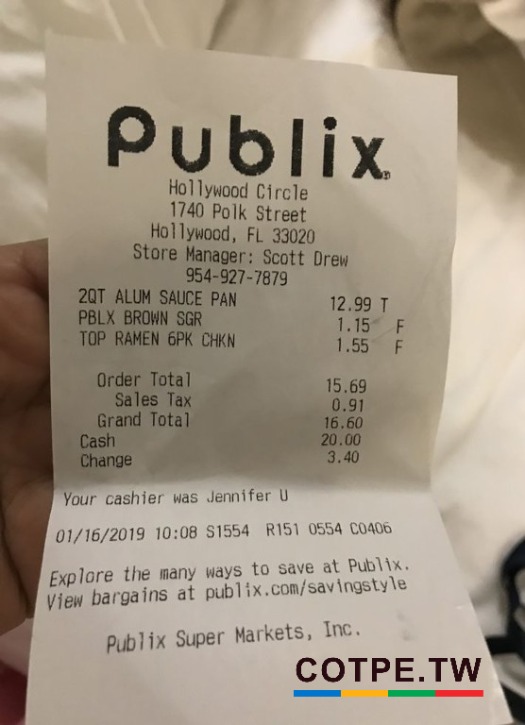 Publix.
Hollywood Circle
1740 Polk Street
Hollywood, FL 33020
Store Manager: Scott Drew
954-927-7879
2QT ALUM SAUCE PAN 12.99 T
PBLX BROWN SGR 1.15 F
TOP RAMEN 6PK CHKN 1.55 F
Order Total 15.69
Sales Tax 0.91
Grand Total 16.60
Cash 20.00
Change 3.40
Your cashier was Jennifer U
01/16/2019 10:08 S1554 R151 0554 C0406
Explore the many ways to save at Publix.
View bargains at publix.com/savingstyle
Publix Super Markets, Inc.
COTPE.TW